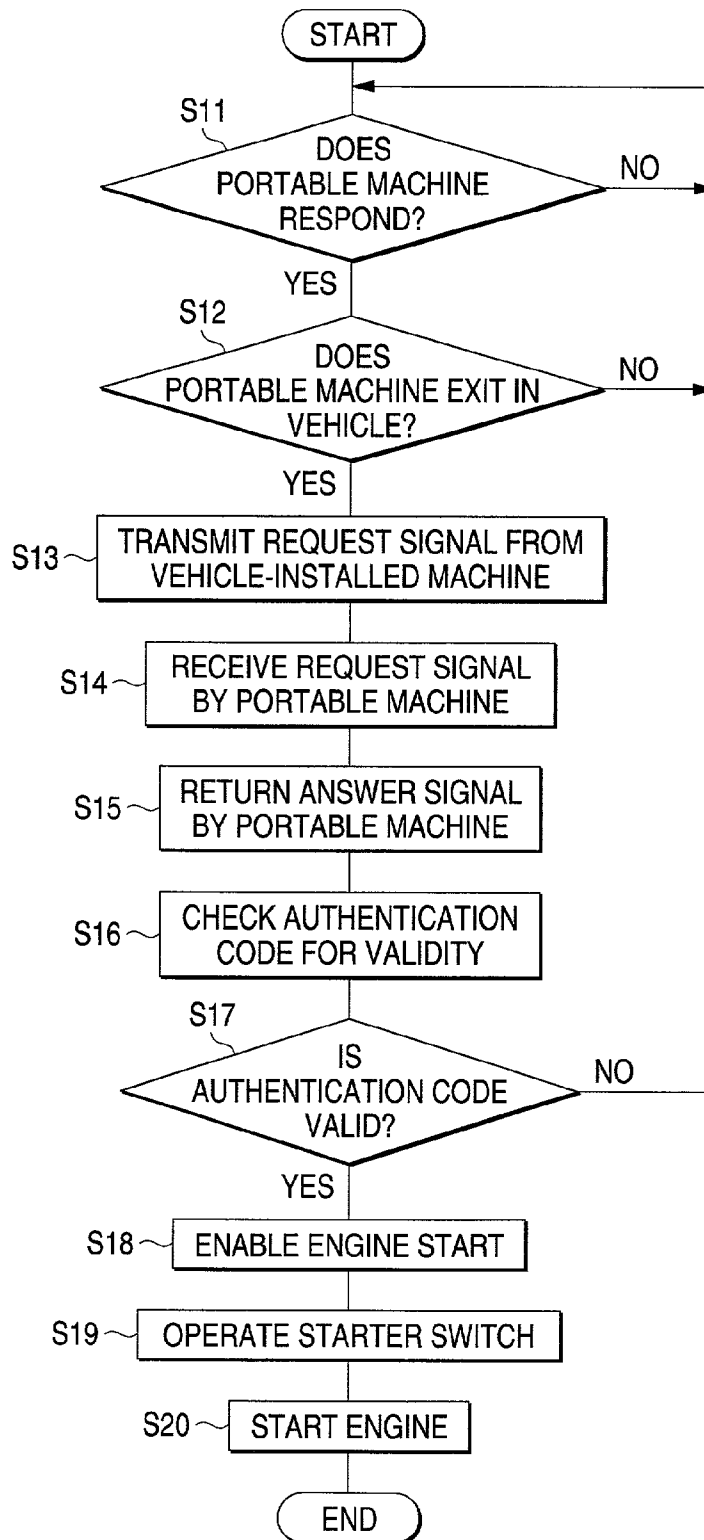 START
S11
DOES
PORTABLE MACHINE
RESPOND?
NO
YES
S12
DOES
PORTABLE MACHINE EXIT IN
VEHICLE?
NO
YES
S13
TRANSMIT REQUEST SIGNAL FROM
VEHICLE-INSTALLED MACHINE
S14
RECEIVE REQUEST SIGNAL
BY PORTABLE MACHINE
S15
RETURN ANSWER SIGNAL
BY PORTABLE MACHINE
S16
CHECK AUTHENTICATION
CODE FOR VALIDITY
S17
IS
AUTHENTICATION CODE
VALID?
NO
YES
S18
ENABLE ENGINE START
S19
OPERATE STARTER SWITCH
S20
START ENGINE
END